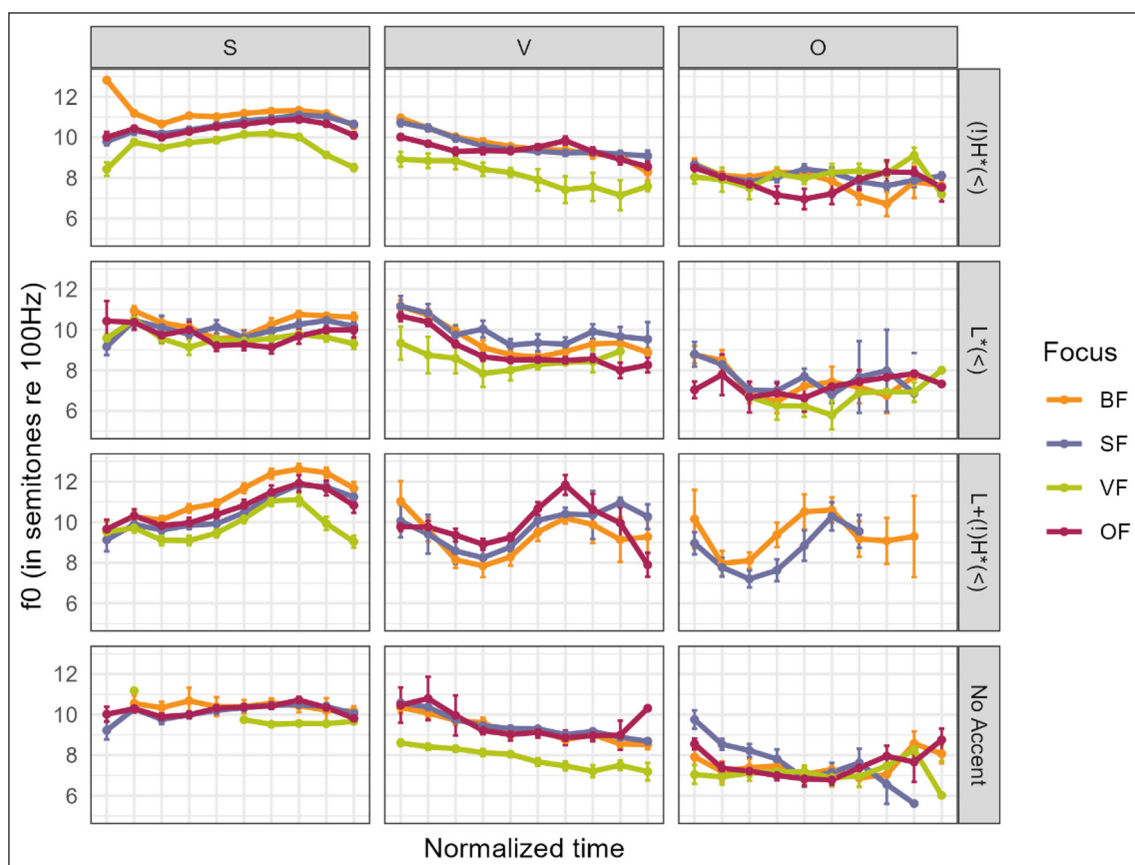 S V O
12
10
8
6
(!)H*(<)
12
10
8
6
L*(<)
12
10
8
6
L+(!)H*(<)
12
10
8
6
No Accent
f0 (in semitones re 100Hz)
Normalized time
Focus
BF
SF
VF
OF